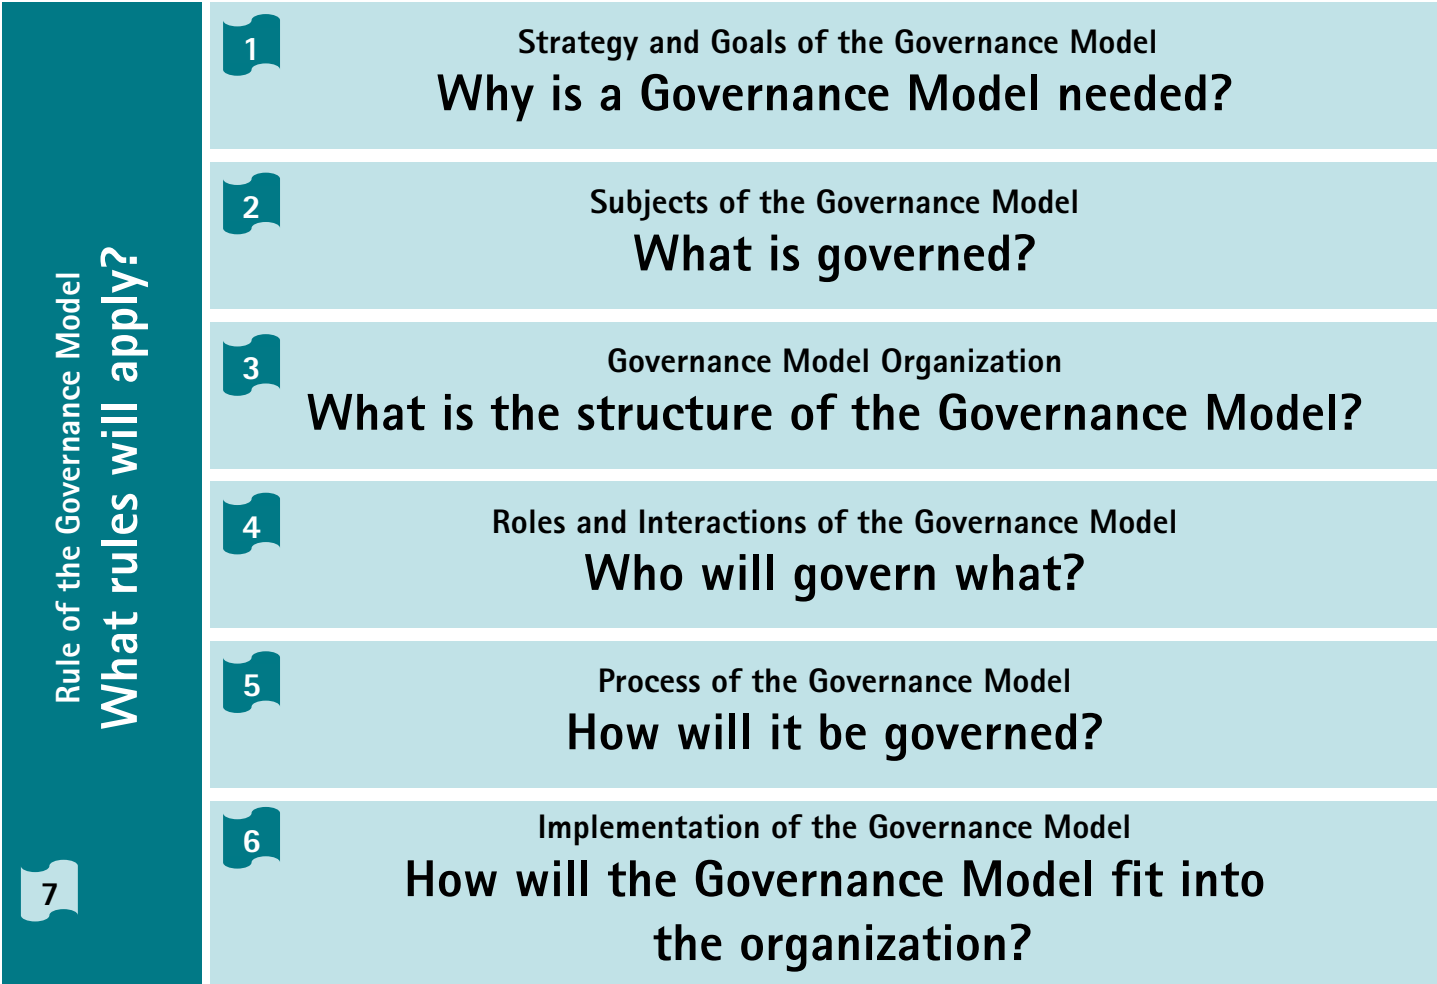 1
Strategy and Goals of the Governance Model
Why is a Governance Model needed?
2
Subjects of the Governance Model
What is governed?
3
Governance Model Organization
What is the structure of the Governance Model?
4
Roles and Interactions of the Governance Model
Who will govern what?
5
Process of the Governance Model
How will it be governed?
6
Implementation of the Governance Model
How will the Governance Model fit into
the organization?
7
Rule of the Governance Model
What rules will apply?